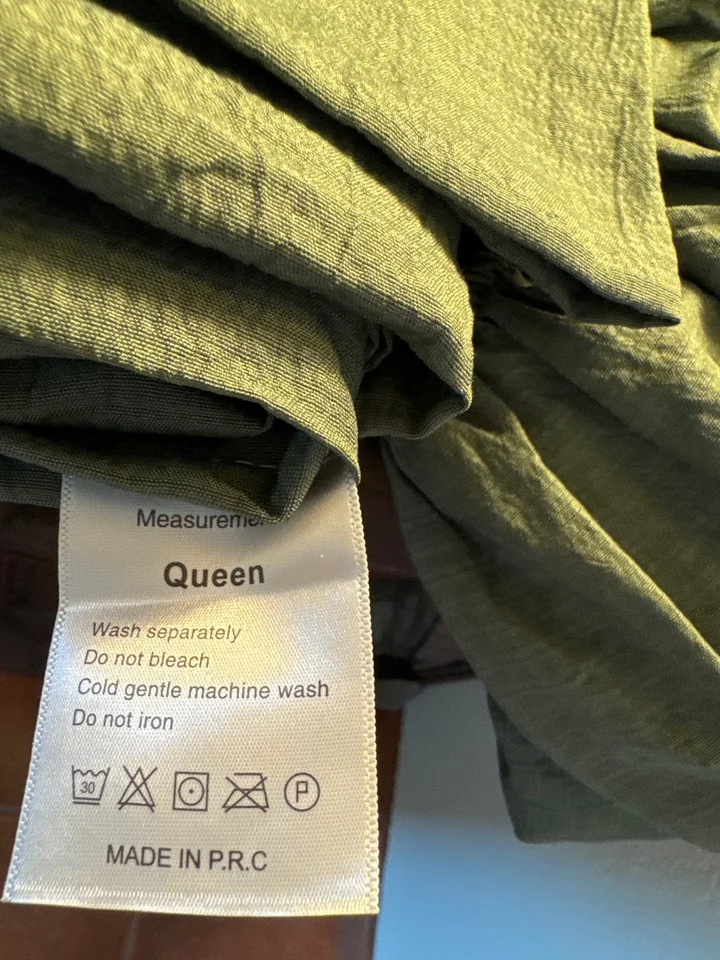 Queen
Wash separately
Do not bleach
Cold gentle machine wash
Do not iron
30 P
MADE IN P.R.C